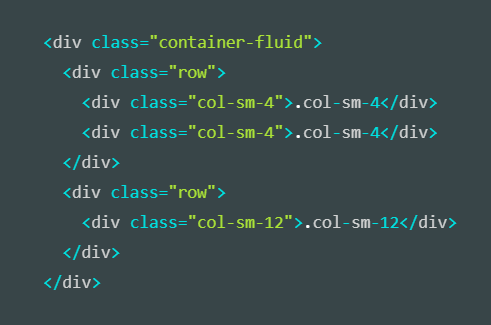 <div class="container-fluid">
<div class="row">
<div class="col-sm-4">.col-sm-4</div>
<div class="col-sm-4">.col-sm-4</div>
</div>
<div class="row">
<div class="col-sm-12">.col-sm-12</div>
</div>
</div>